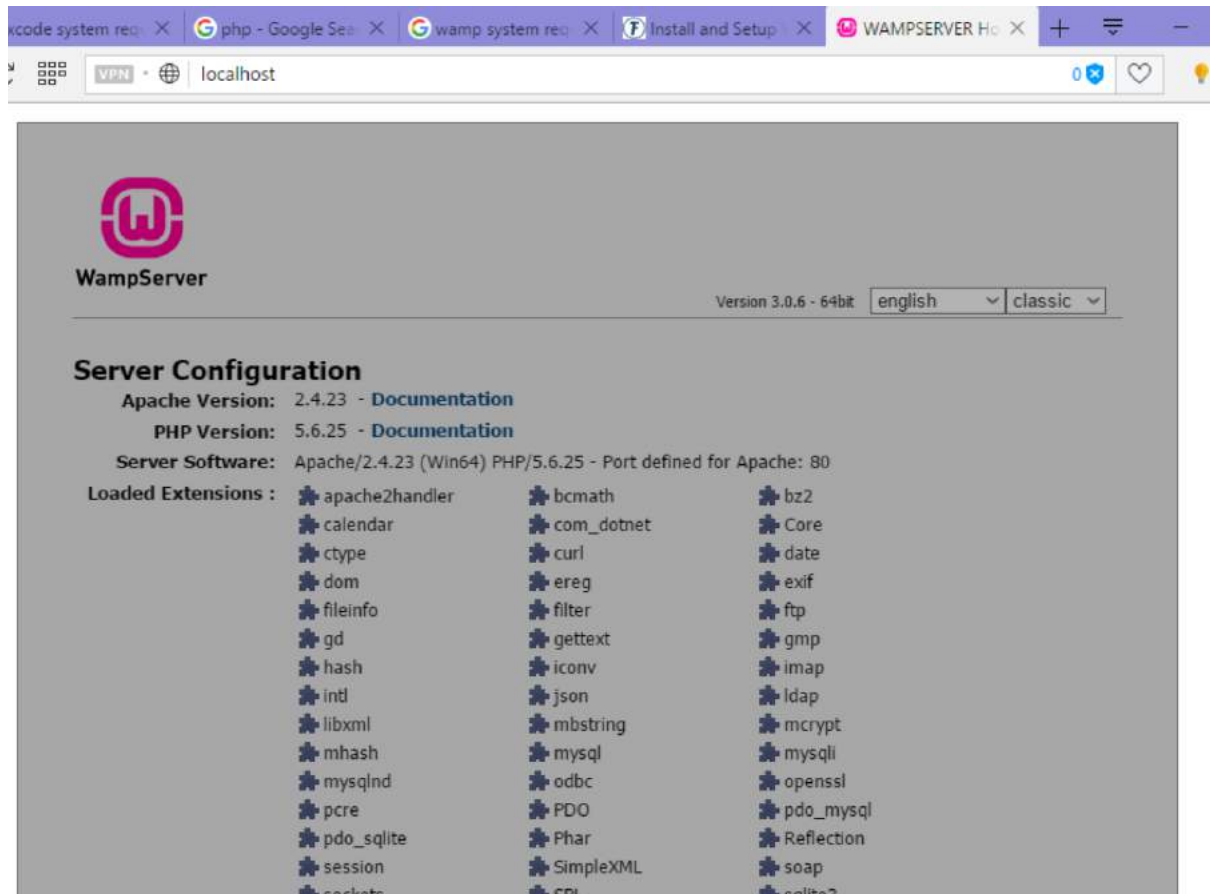 xcode system req
php - Google Sea
wamp system req
Install and Setup
WAMPSERVER Ho
VPN
localhost
0
WampServer
Version 3.0.6 - 64bit english classic
Server Configuration
Apache Version: 2.4.23 - Documentation
PHP Version: 5.6.25 - Documentation
Server Software: Apache/2.4.23 (Win64) PHP/5.6.25 - Port defined for Apache: 80
Loaded Extensions : apache2handler bcmath bz2
calendar com_dotnet Core
ctype curl date
dom ereg exif
fileinfo filter ftp
gd gettext gmp
hash iconv imap
intl json ldap
libxml mbstring mcrypt
mhash mysql mysqli
mysqlnd odbc openssl
pcre PDO pdo_mysql
pdo_sqlite Phar Reflection
session SimpleXML soap
sockets SPL sqlite3